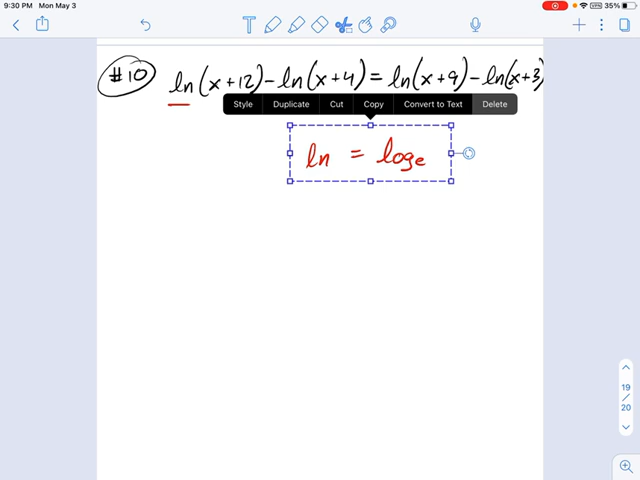 9:30 PM Mon May 3
35%
#10 ln(x+12)-ln(x+4)=ln(x+9)-ln(x+3)
Style Duplicate Cut Copy Convert to Text Delete
ln = logₑ
19
/
20